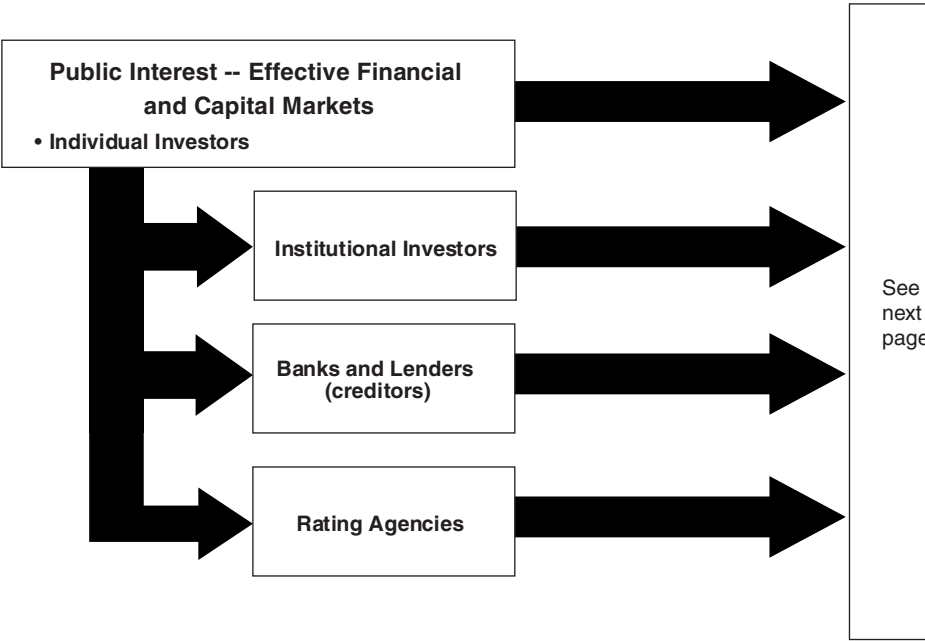 Public Interest -- Effective Financial
and Capital Markets
• Individual Investors
Institutional Investors
Banks and Lenders
(creditors)
Rating Agencies
See
next
page